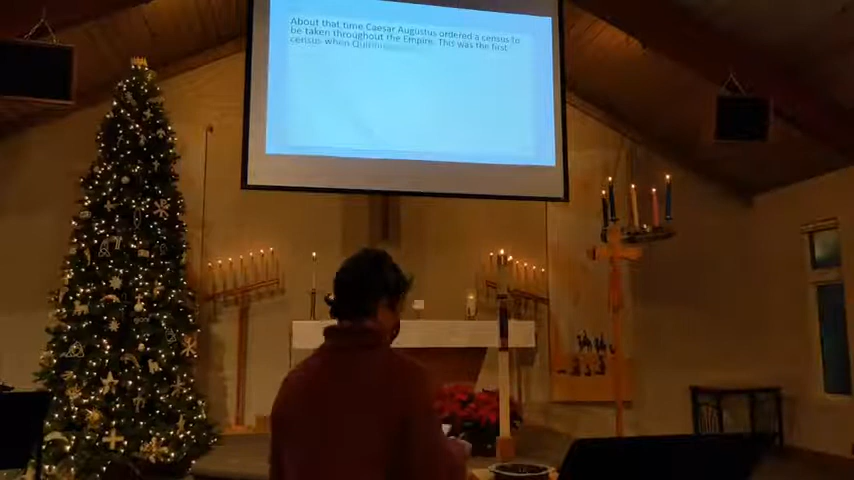 About that time Caesar Augustus ordered a census to
be taken throughout the Empire. This was the first
census when Quirinius